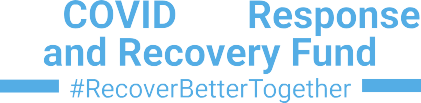 COVID Response
and Recovery Fund
#RecoverBetterTogether